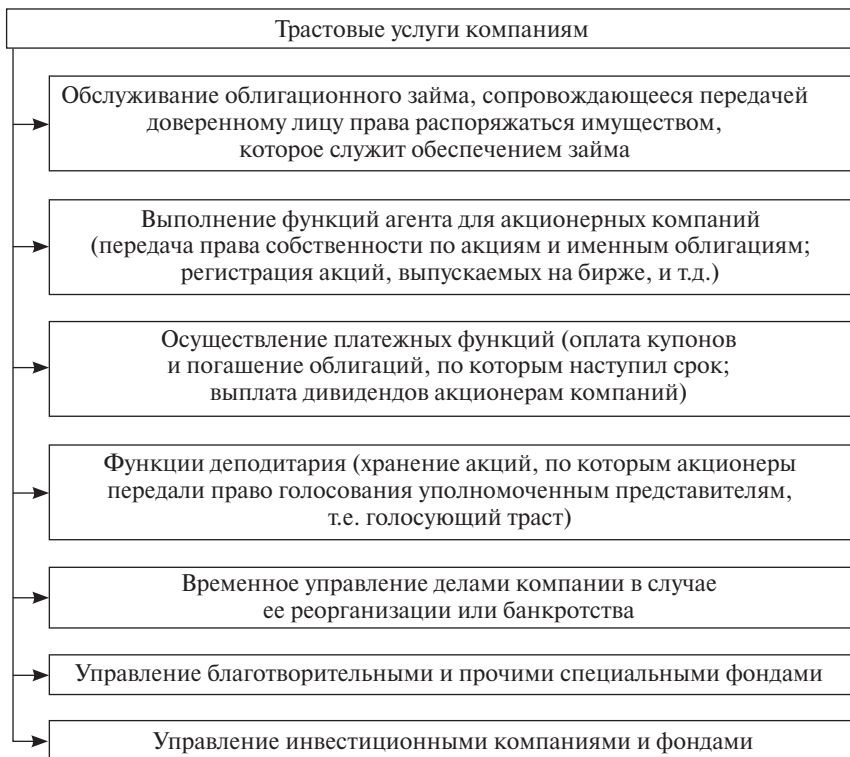 Трастовые услуги компаниям
Обслуживание облигационного займа, сопровождающееся передачей
доверенному лицу права распоряжаться имуществом,
которое служит обеспечением займа
Выполнение функций агента для акционерных компаний
(передача права собственности по акциям и именным облигациям;
регистрация акций, выпускаемых на бирже, и т.д.)
Осуществление платежных функций (оплата купонов
и погашение облигаций, по которым наступил срок;
выплата дивидендов акционерам компаний)
Функции деподитария (хранение акций, по которым акционеры
передали право голосования уполномоченным представителям,
т.е. голосующий траст)
Временное управление делами компании в случае
ее реорганизации или банкротства
Управление благотворительными и прочими специальными фондами
Управление инвестиционными компаниями и фондами